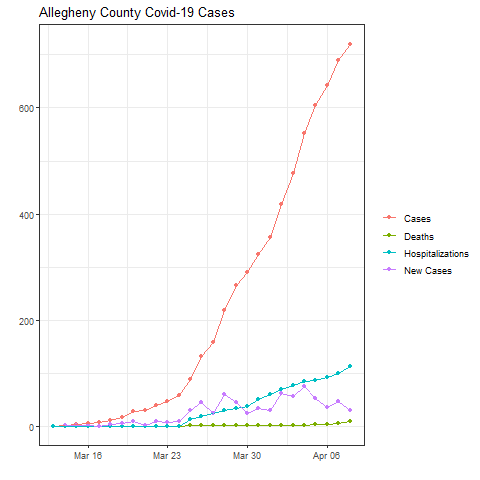 Allegheny County Covid-19 Cases
600
400
200
0
Mar 16 Mar 23 Mar 30 Apr 06
Cases
Deaths
Hospitalizations
New Cases